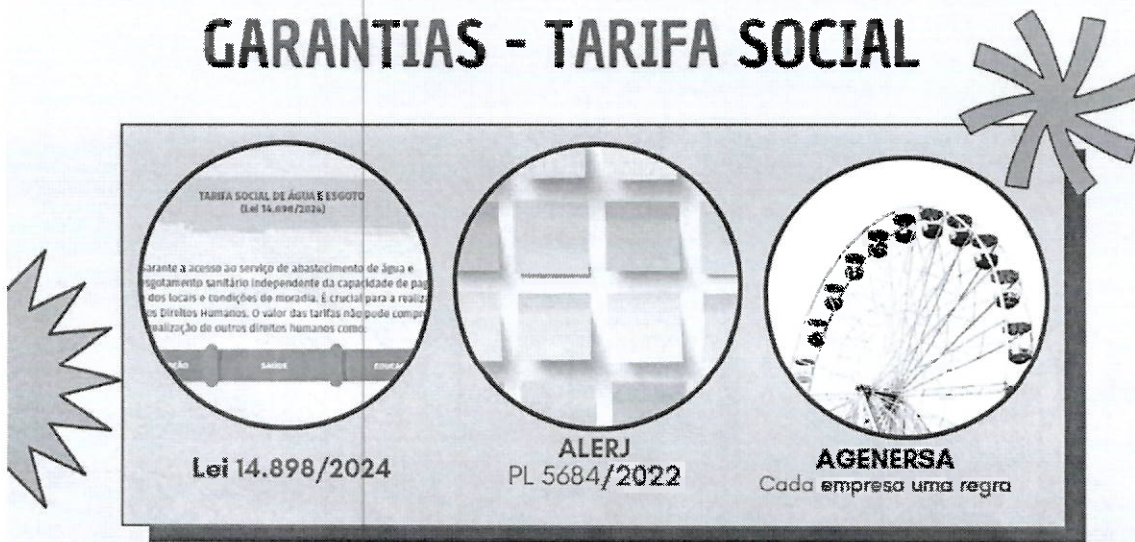 GARANTIAS - TARIFA SOCIAL
TARIFA SOCIAL DE ÁGUA E ESGOTO
(Lei 14.898/2024)
Garante a acesso ao serviço de abastecimento de água e
esgotamento sanitário independente da capacidade de pag
dos locais e condições de moradia. É crucial para a realiz
os Direitos Humanos. O valor das tarifas não pode compr
realização de outros direitos humanos como:
ÇÃO SAÚDE EDUCA
Lei 14.898/2024
ALERJ
PL 5684/2022
AGENERSA
Cada empresa uma regra